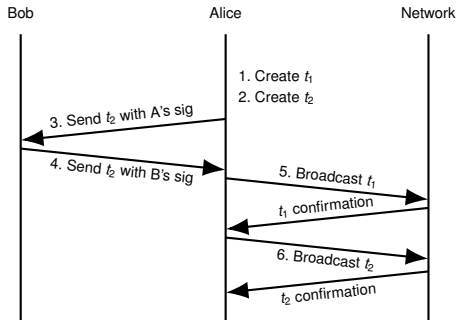 Bob
Alice
Network
1. Create t₁
2. Create t₂
3. Send t₂ with A's sig
4. Send t₂ with B's sig
5. Broadcast t₁
t₁ confirmation
6. Broadcast t₂
t₂ confirmation